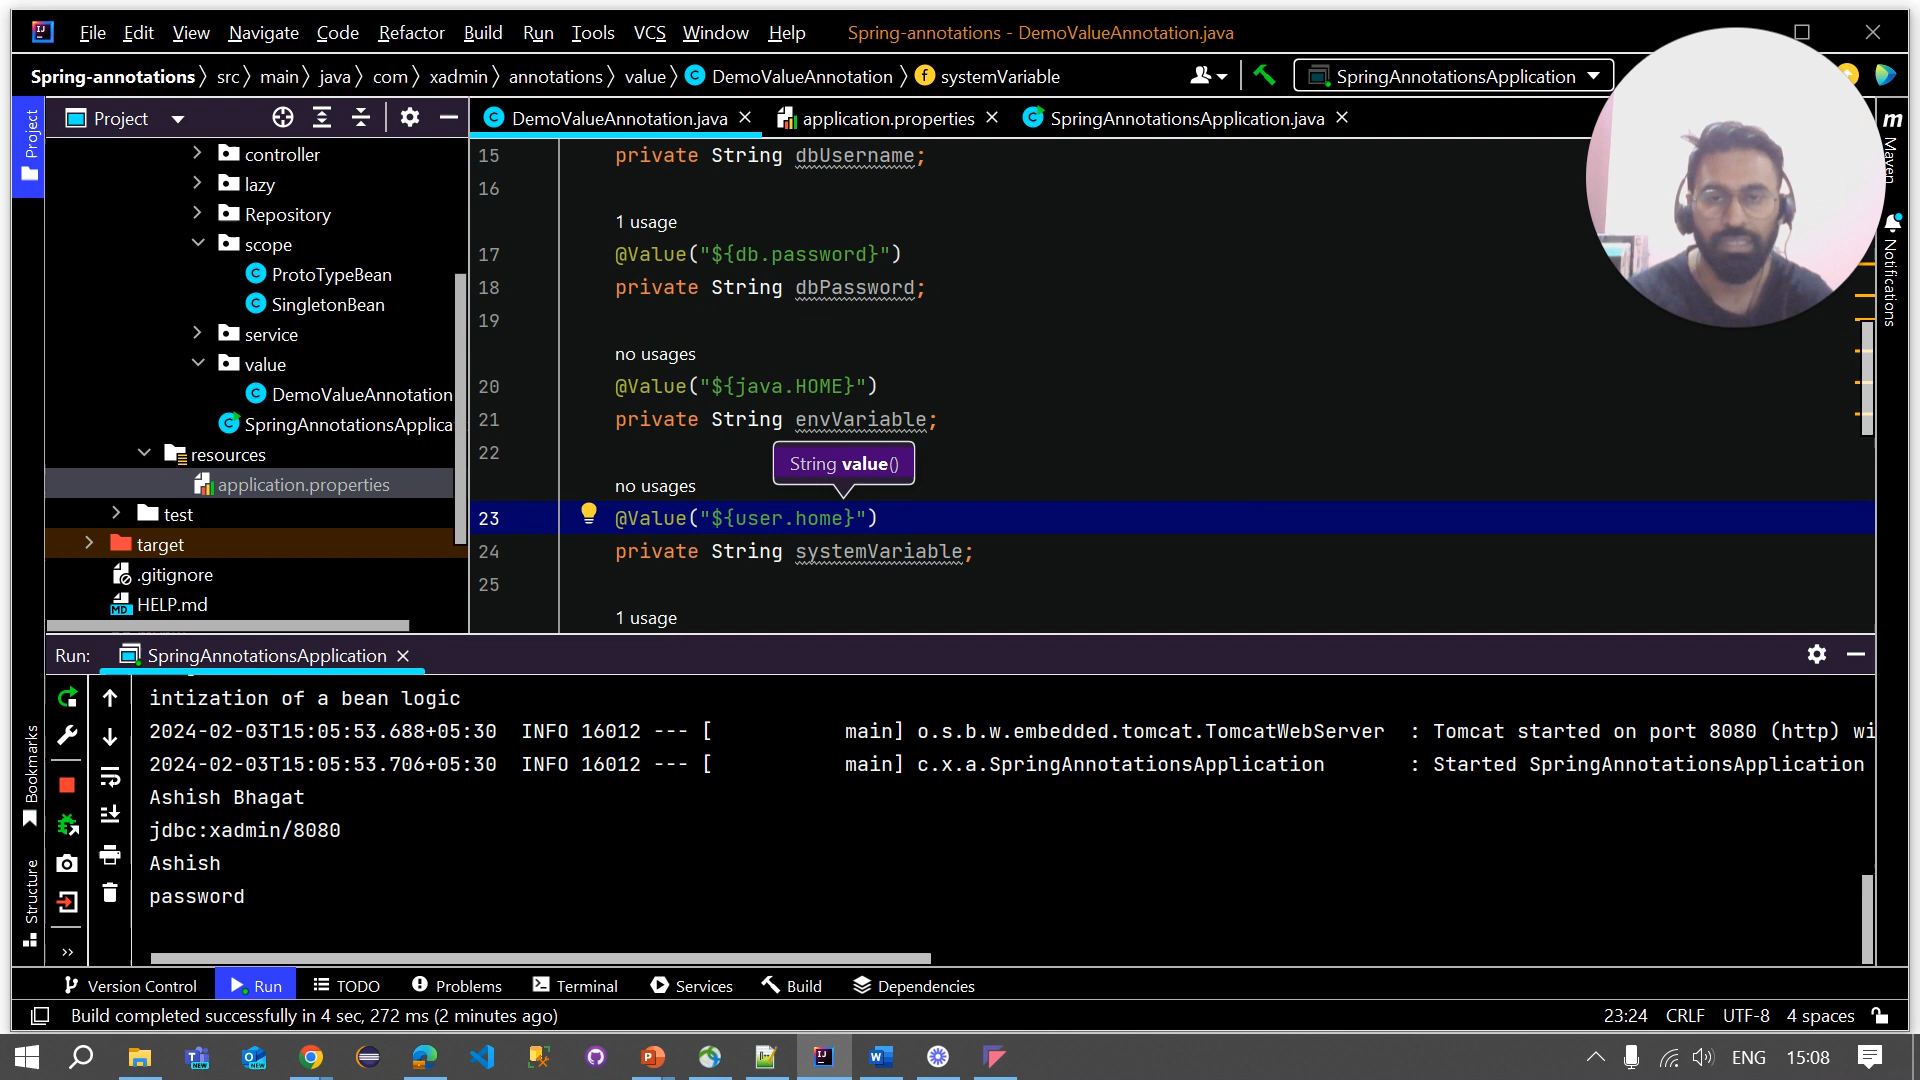 File Edit View Navigate Code Refactor Build Run Tools VCS Window Help Spring-annotations - DemoValueAnnotation.java
Spring-annotations src main java com xadmin annotations value DemoValueAnnotation systemVariable SpringAnnotationsApplication
Project
Project
DemoValueAnnotation.java application.properties SpringAnnotationsApplication.java
m
Maven
Notifications
controller
lazy
Repository
scope
ProtoTypeBean
SingletonBean
service
value
DemoValueAnnotation
SpringAnnotationsApplica
resources
application.properties
test
target
.gitignore
HELP.md
15 private String dbUsername;
16
1 usage
17 @Value("${db.password}")
18 private String dbPassword;
19
no usages
20 @Value("${java.HOME}")
21 private String envVariable;
22
String value()
no usages
23 @Value("${user.home}")
24 private String systemVariable;
25
1 usage
Run: SpringAnnotationsApplication
Bookmarks
Structure
intization of a bean logic
2024-02-03T15:05:53.688+05:30 INFO 16012 --- [ main] o.s.b.w.embedded.tomcat.TomcatWebServer : Tomcat started on port 8080 (http) wi
2024-02-03T15:05:53.706+05:30 INFO 16012 --- [ main] c.x.a.SpringAnnotationsApplication : Started SpringAnnotationsApplication
Ashish Bhagat
jdbc:xadmin/8080
Ashish
password
Version Control Run TODO Problems Terminal Services Build Dependencies
Build completed successfully in 4 sec, 272 ms (2 minutes ago) 23:24 CRLF UTF-8 4 spaces
ENG 15:08